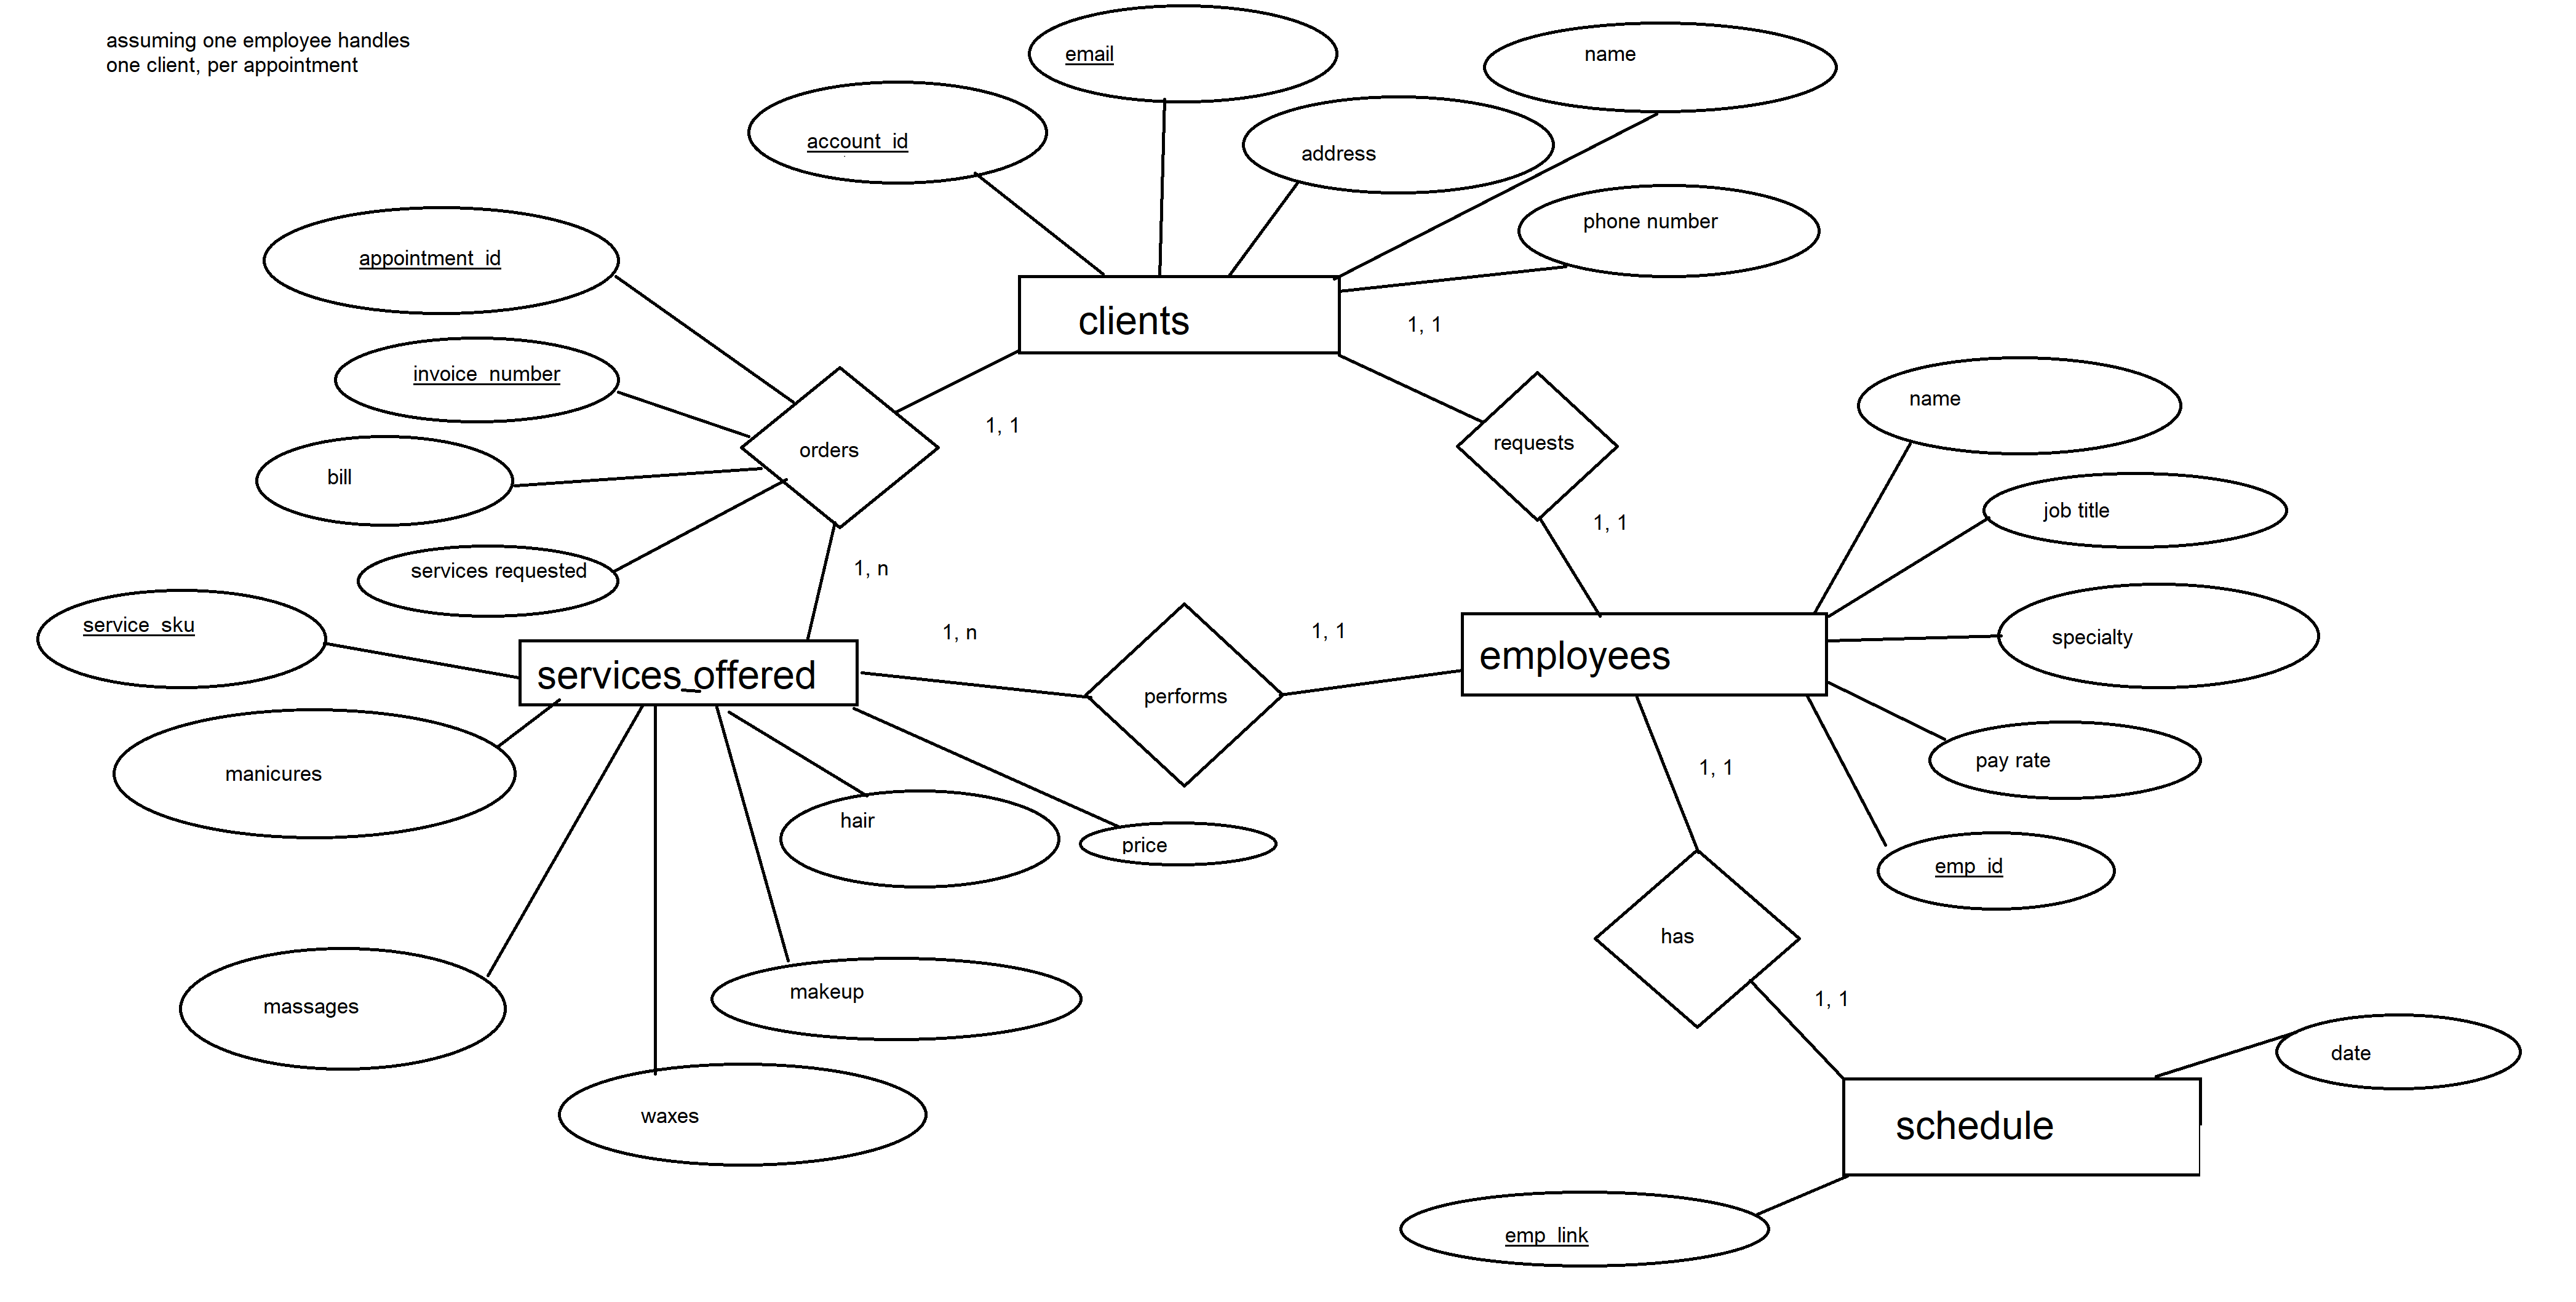 assuming one employee handles
one client, per appointment
email
name
account_id
address
phone number
appointment_id
clients
1, 1
invoice_number
name
orders
1, 1
requests
bill
job title
1, 1
services requested
1, n
service_sku
1, n
1, 1
specialty
services_offered
employees
performs
pay rate
manicures
1, 1
hair
price
emp_id
has
massages
makeup
1, 1
date
waxes
schedule
emp_link